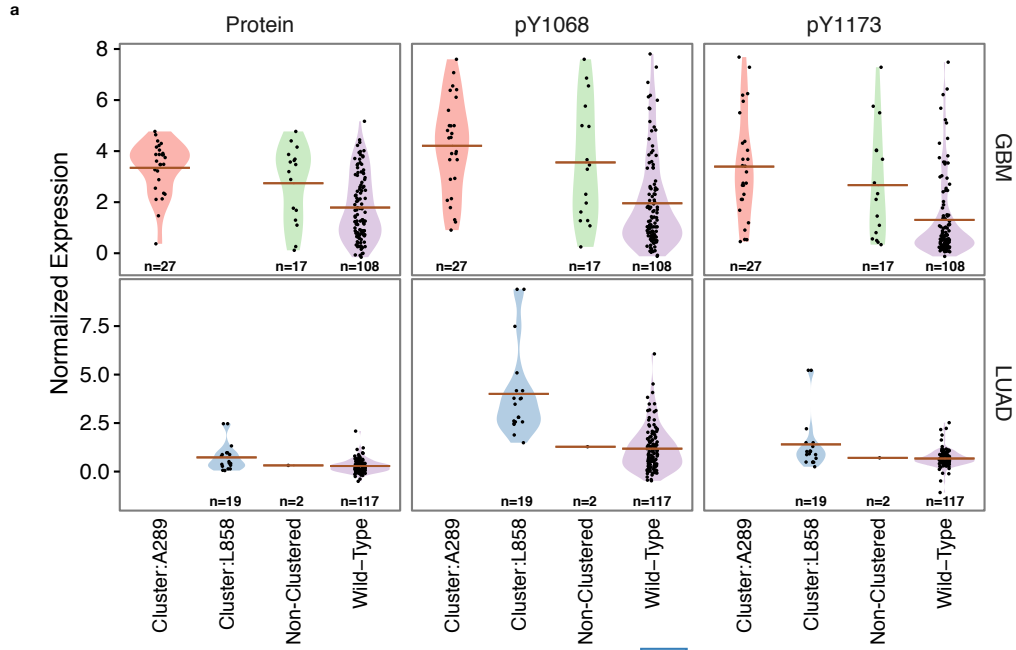 a
Protein pY1068 pY1173
Normalized Expression
8
6
4
2
0
n=27 n=17 n=108
n=27 n=17 n=108
n=27 n=17 n=108
GBM
7.5
5.0
2.5
0.0
n=19 n=2 n=117
n=19 n=2 n=117
n=19 n=2 n=117
LUAD
Cluster:A289
Cluster:L858
Non−Clustered
Wild−Type
Cluster:A289
Cluster:L858
Non−Clustered
Wild−Type
Cluster:A289
Cluster:L858
Non−Clustered
Wild−Type